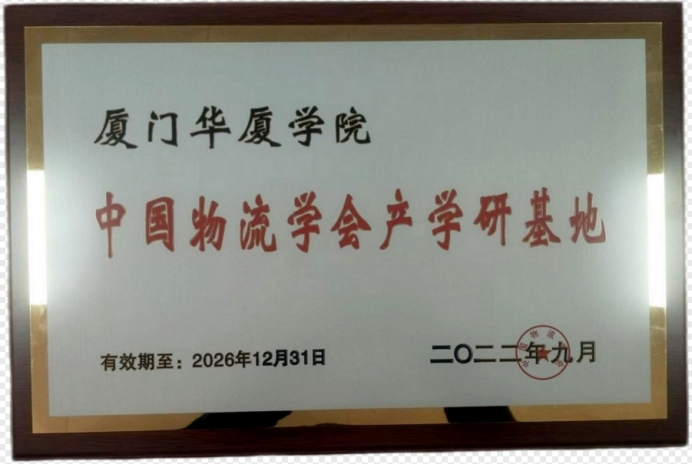 厦门华厦学院
中国物流学会产学研基地
有效期至：2026年12月31日
二〇二二年九月